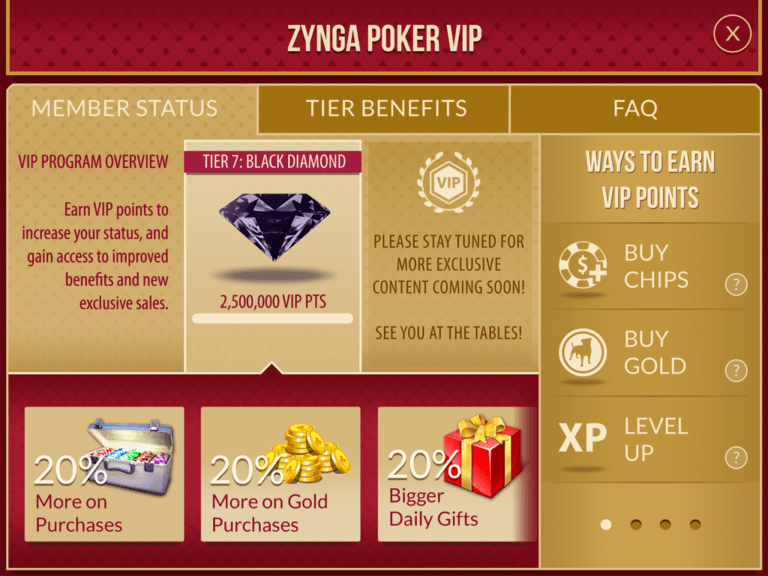 ZYNGA POKER VIP
X
MEMBER STATUS
TIER BENEFITS
FAQ
VIP PROGRAM OVERVIEW
Earn VIP points to
increase your status, and
gain access to improved
benefits and new
exclusive sales.
TIER 7: BLACK DIAMOND
2,500,000 VIP PTS
VIP
PLEASE STAY TUNED FOR
MORE EXCLUSIVE
CONTENT COMING SOON!
SEE YOU AT THE TABLES!
WAYS TO EARN
VIP POINTS
$+
BUY
CHIPS
?
BUY
GOLD
?
XP
LEVEL
UP
?
20%
More on
Purchases
20%
More on Gold
Purchases
20%
Bigger
Daily Gifts